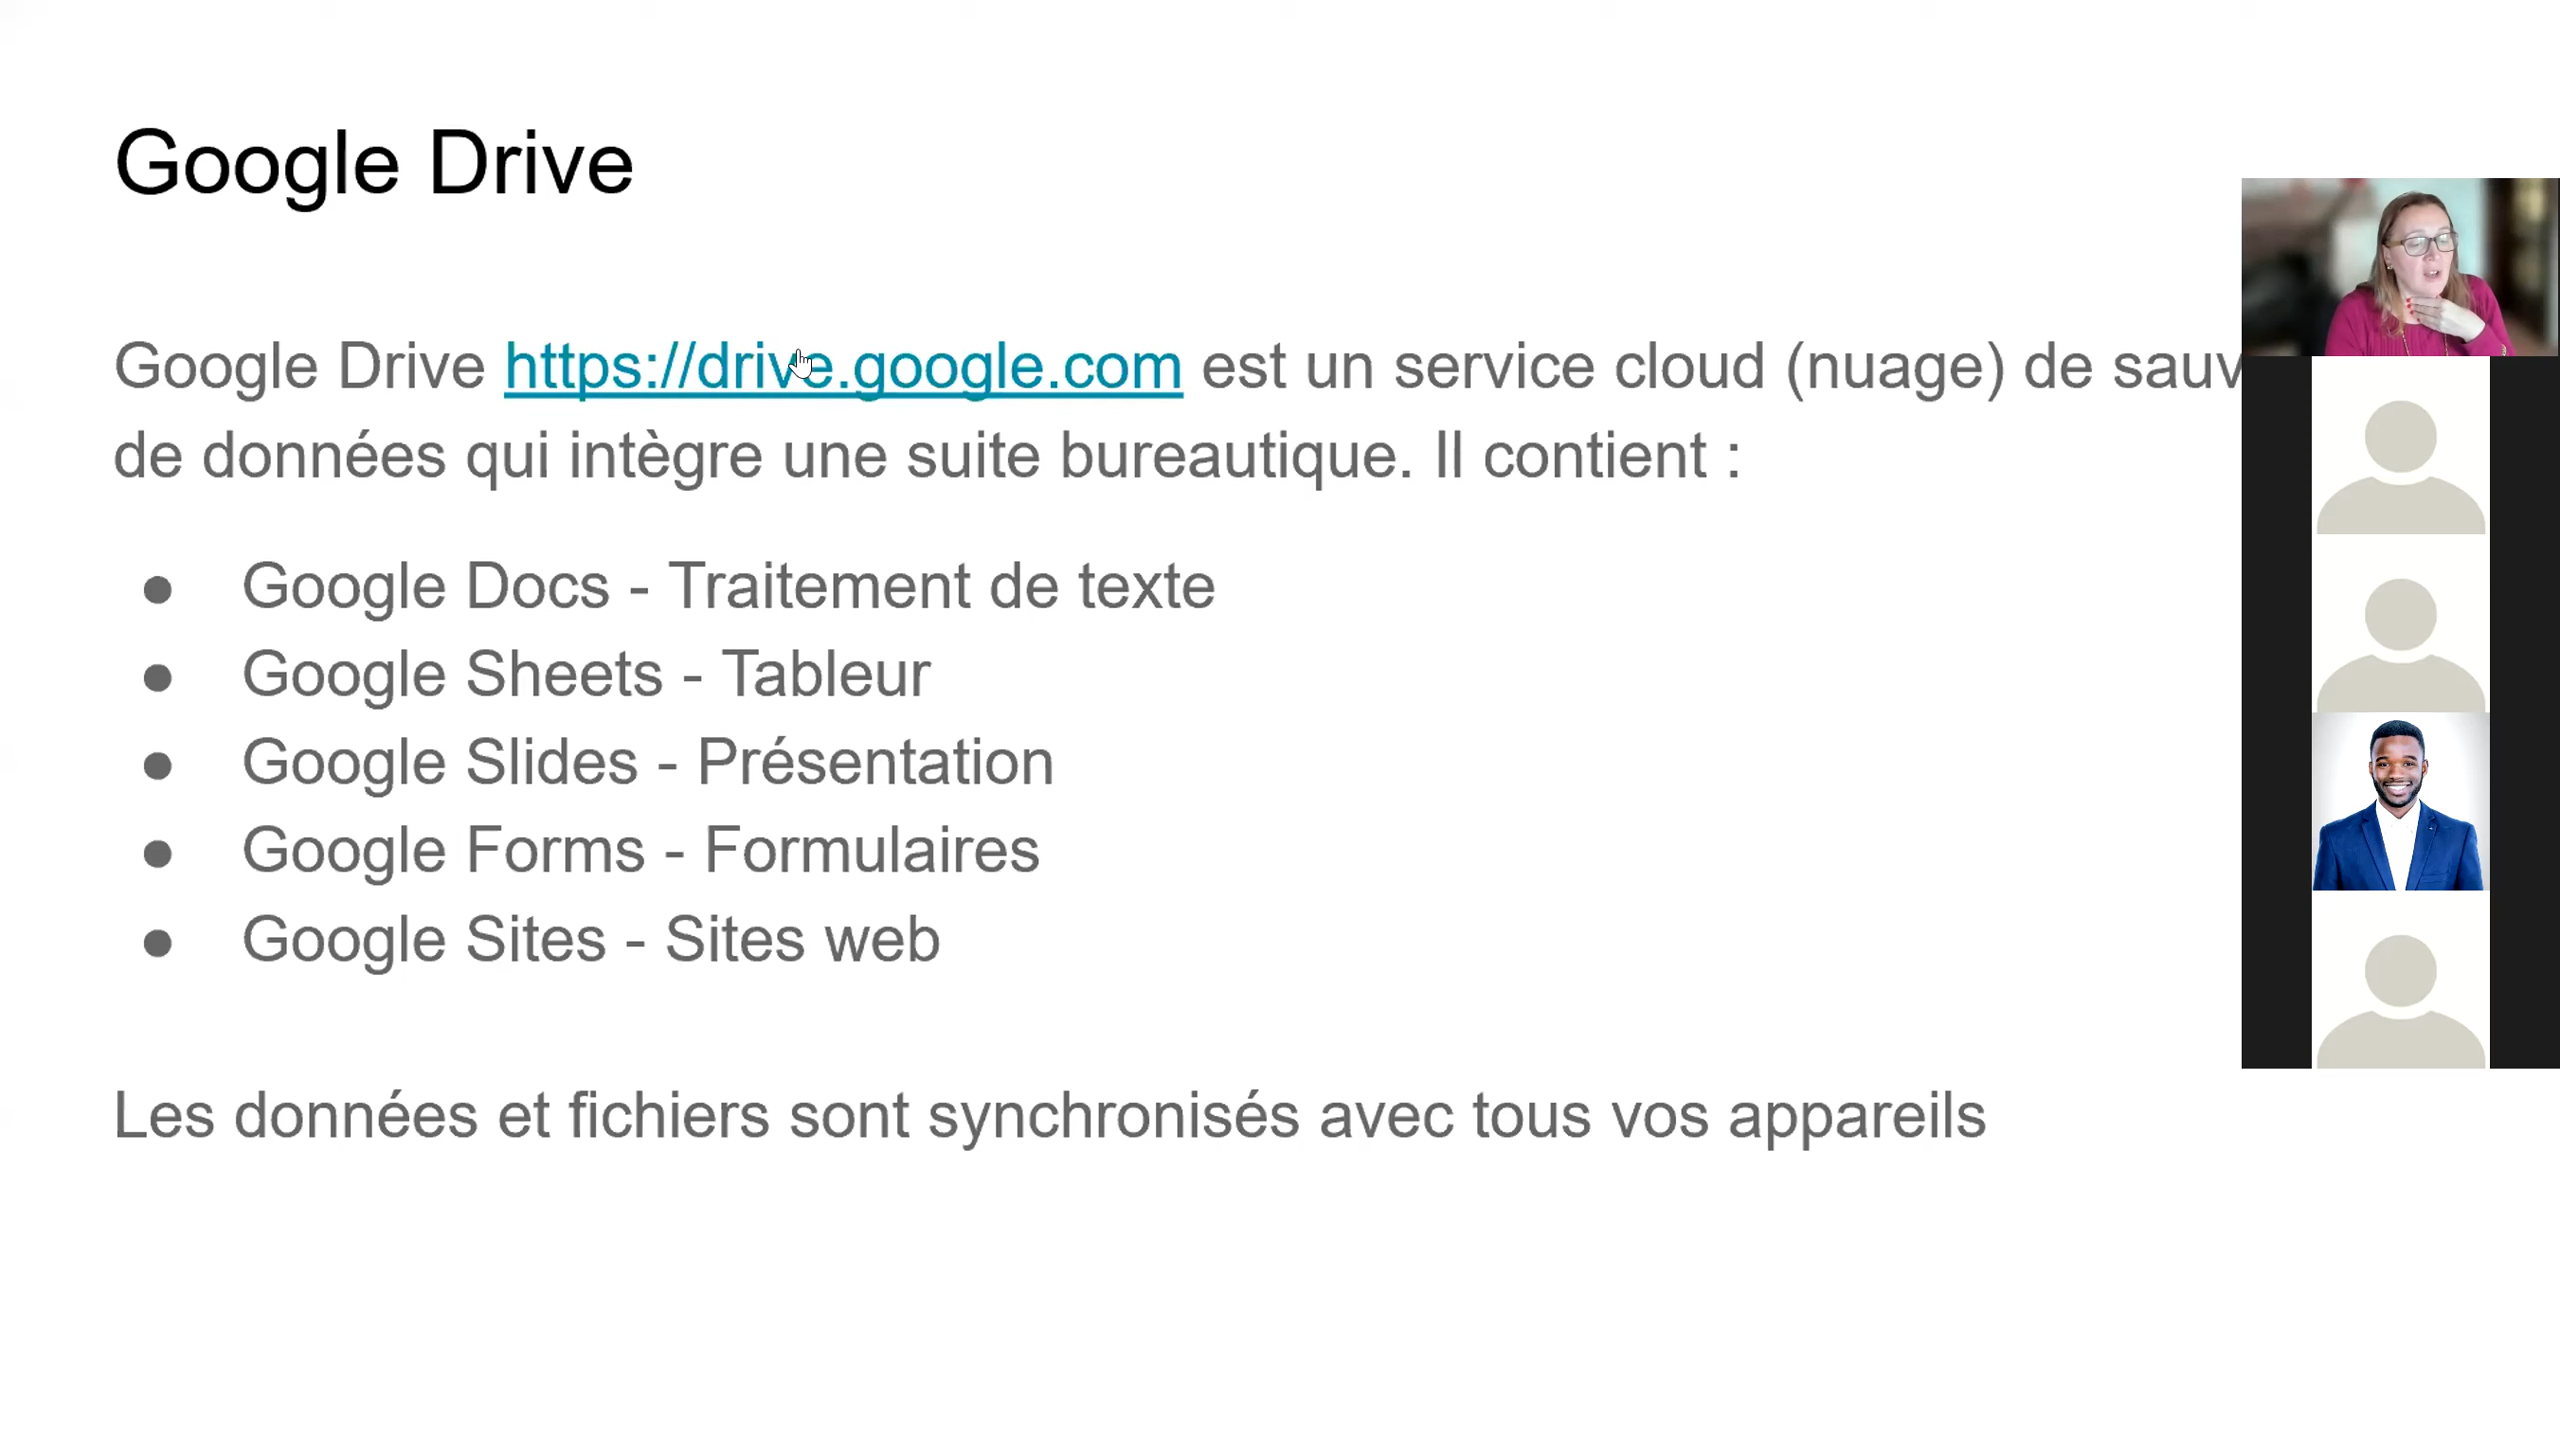 Google Drive
Google Drive https://drive.google.com est un service cloud (nuage) de sauv
de données qui intègre une suite bureautique. Il contient :
● Google Docs - Traitement de texte
● Google Sheets - Tableur
● Google Slides - Présentation
● Google Forms - Formulaires
● Google Sites - Sites web
Les données et fichiers sont synchronisés avec tous vos appareils